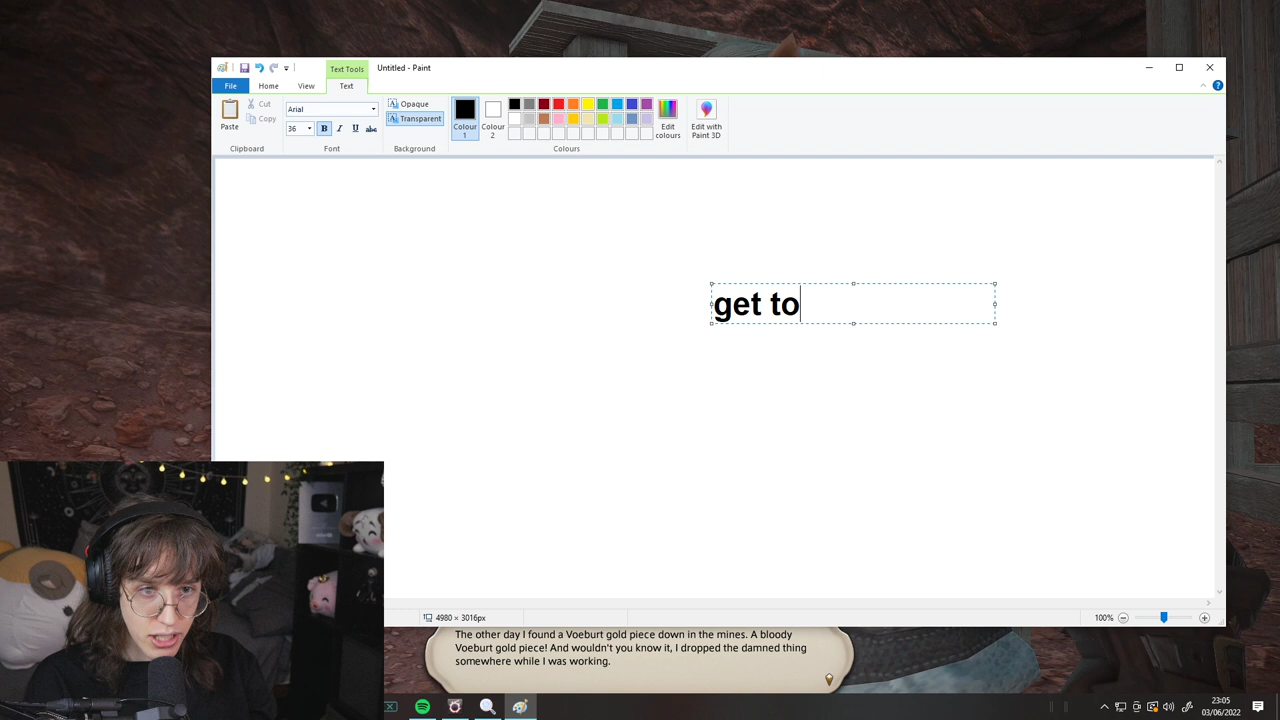 Text Tools
Untitled - Paint
File
Home
View
Text
Paste
Cut
Copy
Clipboard
Arial
36
B
I
U
abc
Font
Opaque
Transparent
Background
Colour 1
Colour 2
Edit colours
Edit with Paint 3D
Colours
get to
4980 × 3016px
100%
The other day I found a Voeburt gold piece down in the mines. A bloody
Voeburt gold piece! And wouldn't you know it, I dropped the damned thing
somewhere while I was working.
23:05
03/06/2022